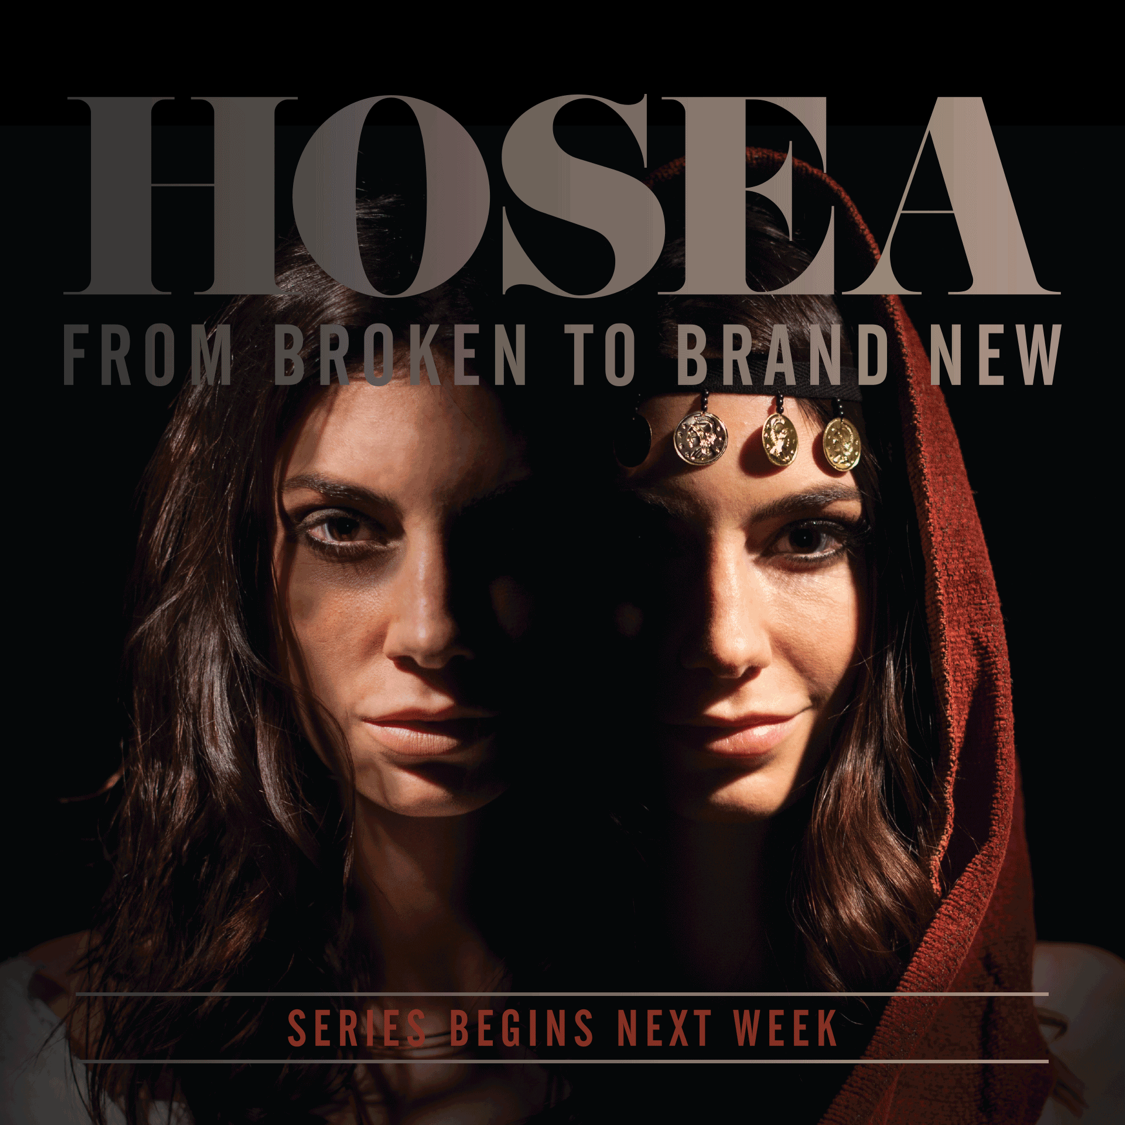 HOSEA
FROM BROKEN TO BRAND NEW
SERIES BEGINS NEXT WEEK